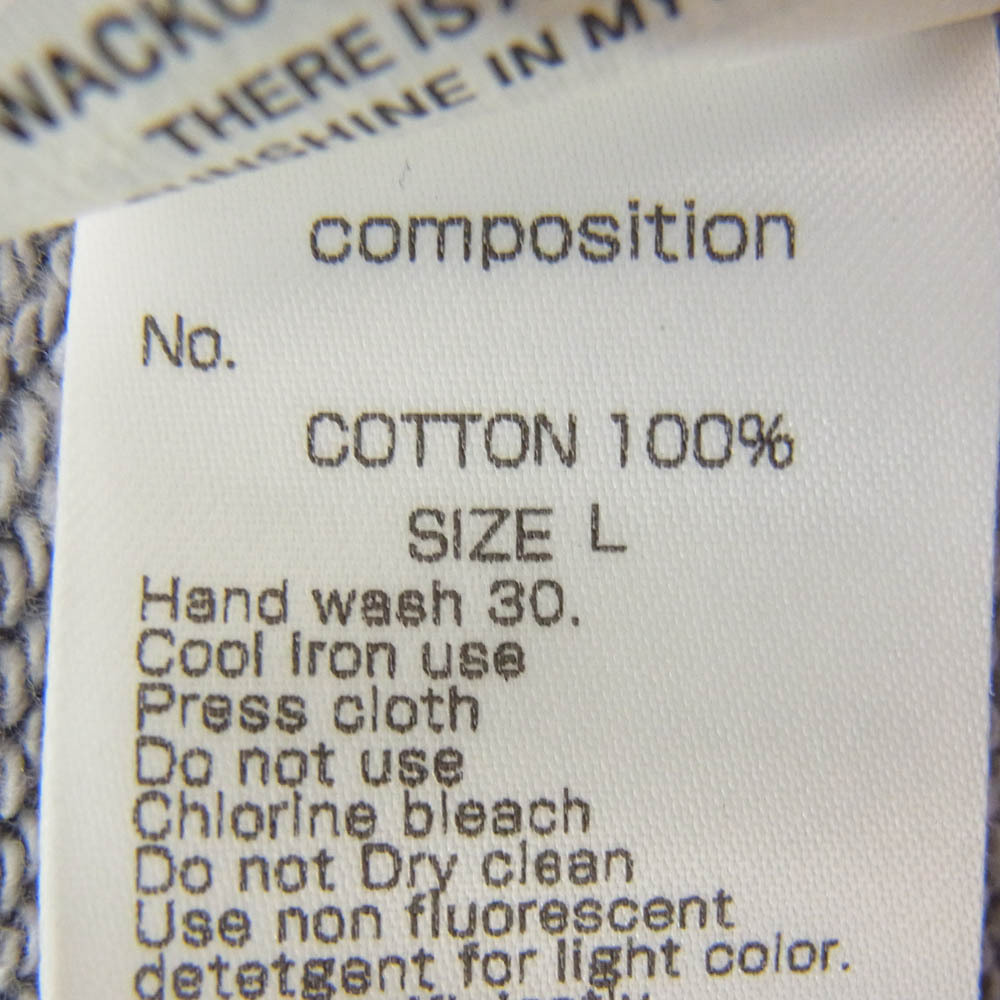 WACKO
THERE IS
SUNSHINE IN MY
composition
No.
COTTON 100%
SIZE L
Hand wash 30.
Cool iron use
Press cloth
Do not use
Chlorine bleach
Do not Dry clean
Use non fluorescent
detetgent for light color.